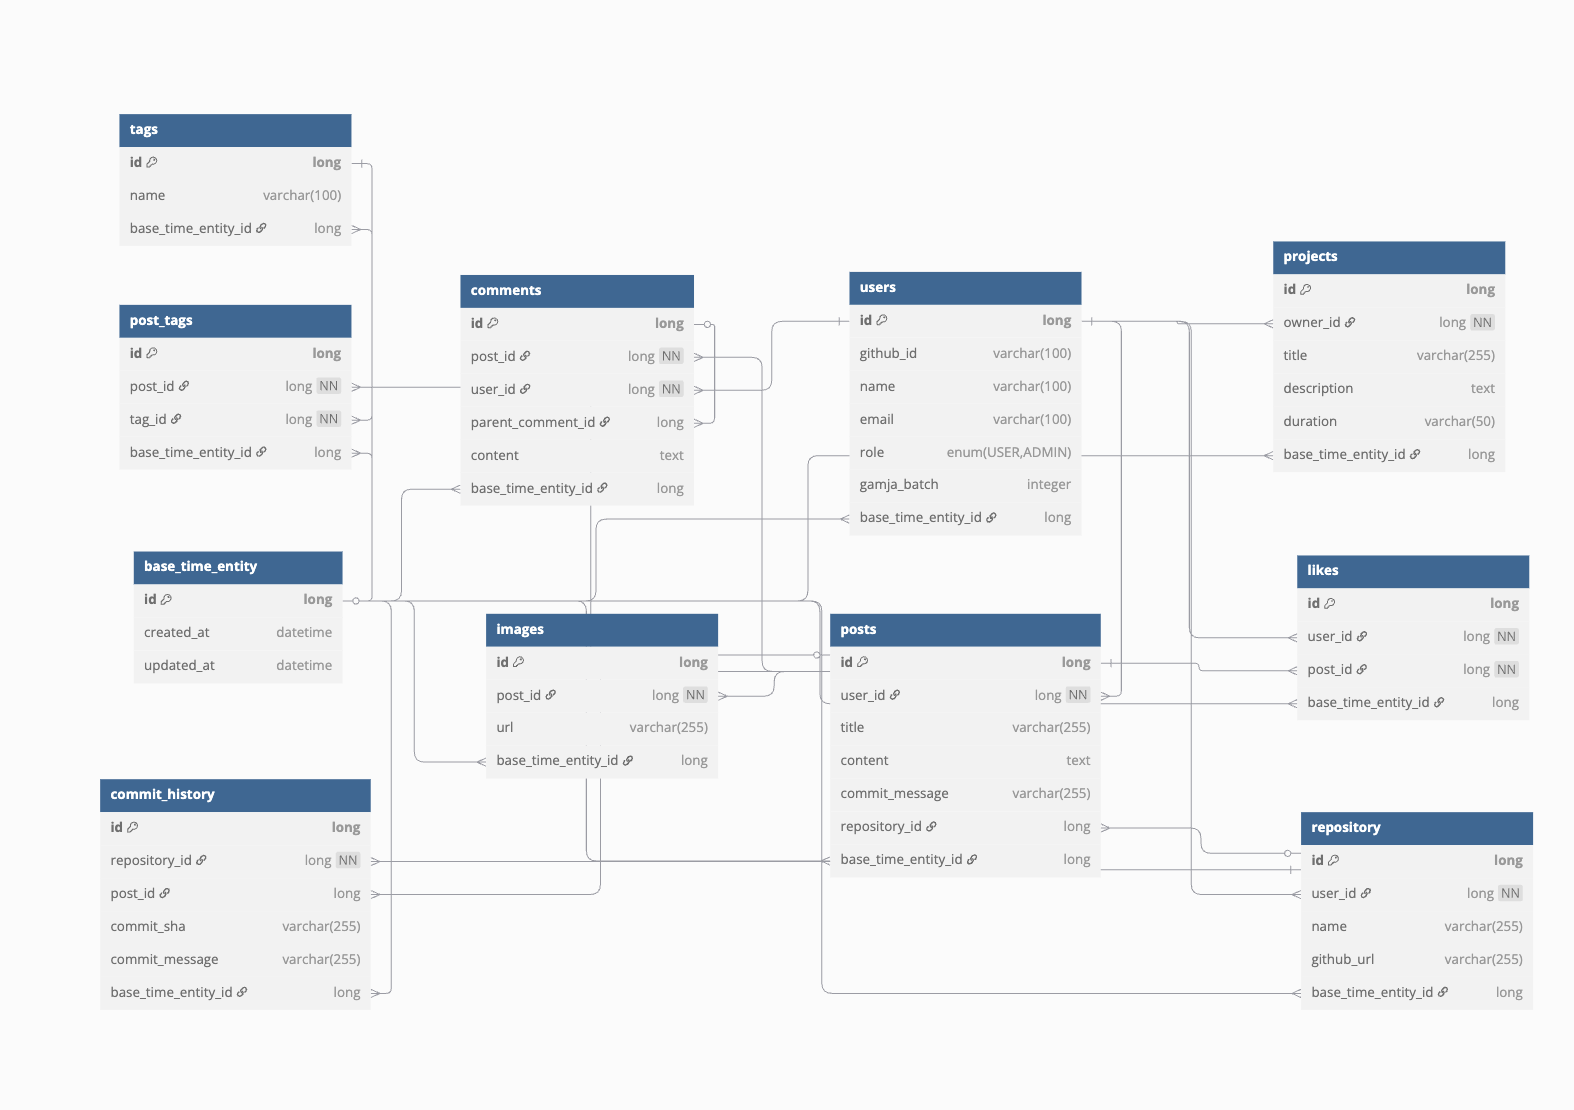 tags
id long
name varchar(100)
base_time_entity_id long
post_tags
id long
post_id long NN
tag_id long NN
base_time_entity_id long
comments
id long
post_id long NN
user_id long NN
parent_comment_id long
content text
base_time_entity_id long
users
id long
github_id varchar(100)
name varchar(100)
email varchar(100)
role enum(USER,ADMIN)
gamja_batch integer
base_time_entity_id long
projects
id long
owner_id long NN
title varchar(255)
description text
duration varchar(50)
base_time_entity_id long
base_time_entity
id long
created_at datetime
updated_at datetime
images
id long
post_id long NN
url varchar(255)
base_time_entity_id long
posts
id long
user_id long NN
title varchar(255)
content text
commit_message varchar(255)
repository_id long
base_time_entity_id long
likes
id long
user_id long NN
post_id long NN
base_time_entity_id long
commit_history
id long
repository_id long NN
post_id long
commit_sha varchar(255)
commit_message varchar(255)
base_time_entity_id long
repository
id long
user_id long NN
name varchar(255)
github_url varchar(255)
base_time_entity_id long